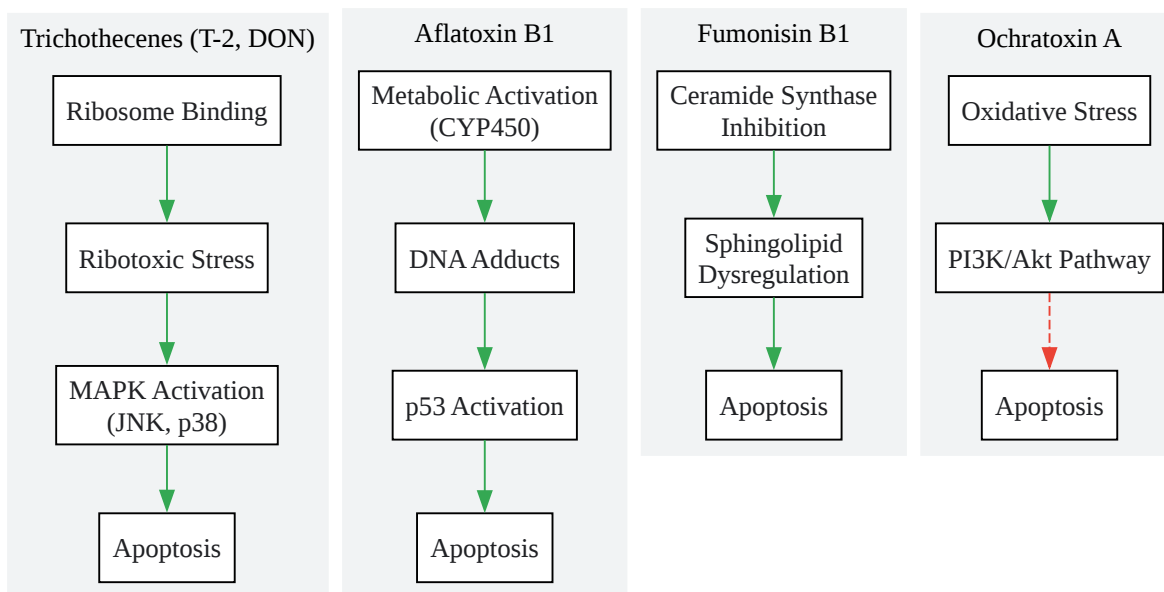 Trichothecenes (T-2, DON)
Ribosome Binding
Ribotoxic Stress
MAPK Activation
(JNK, p38)
Apoptosis
Aflatoxin B1
Metabolic Activation
(CYP450)
DNA Adducts
p53 Activation
Apoptosis
Fumonisin B1
Ceramide Synthase
Inhibition
Sphingolipid
Dysregulation
Apoptosis
Ochratoxin A
Oxidative Stress
PI3K/Akt Pathway
Apoptosis